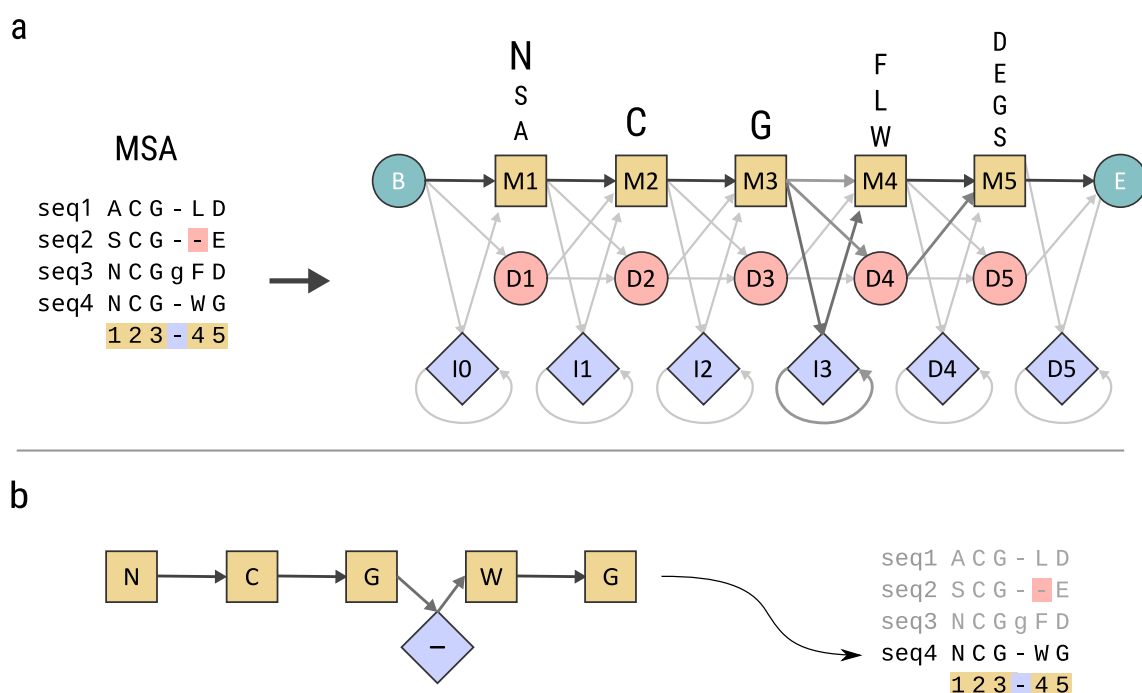 a
MSA
seq1 A C G - L D
seq2 S C G - - E
seq3 N C G g F D
seq4 N C G - W G
1 2 3 - 4 5
N
S
A
C
G
F
L
W
D
E
G
S
B M1 M2 M3 M4 M5 E
D1 D2 D3 D4 D5
I0 I1 I2 I3 D4 D5
b
N C G W G
–
seq1 A C G - L D
seq2 S C G - - E
seq3 N C G g F D
seq4 N C G - W G
1 2 3 - 4 5